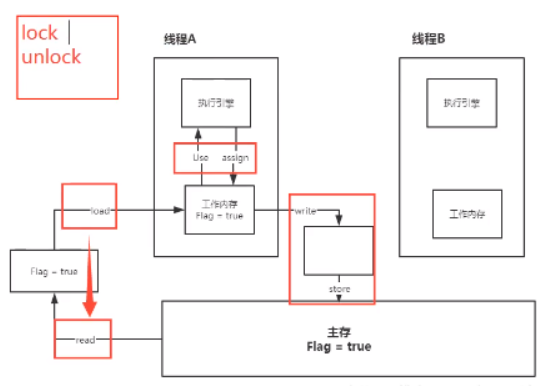 lock
unlock
线程A
线程B
执行引擎
执行引擎
Use
assign
load
工作内存
Flag = true
write
工作内存
Flag = true
store
read
主存
Flag = true